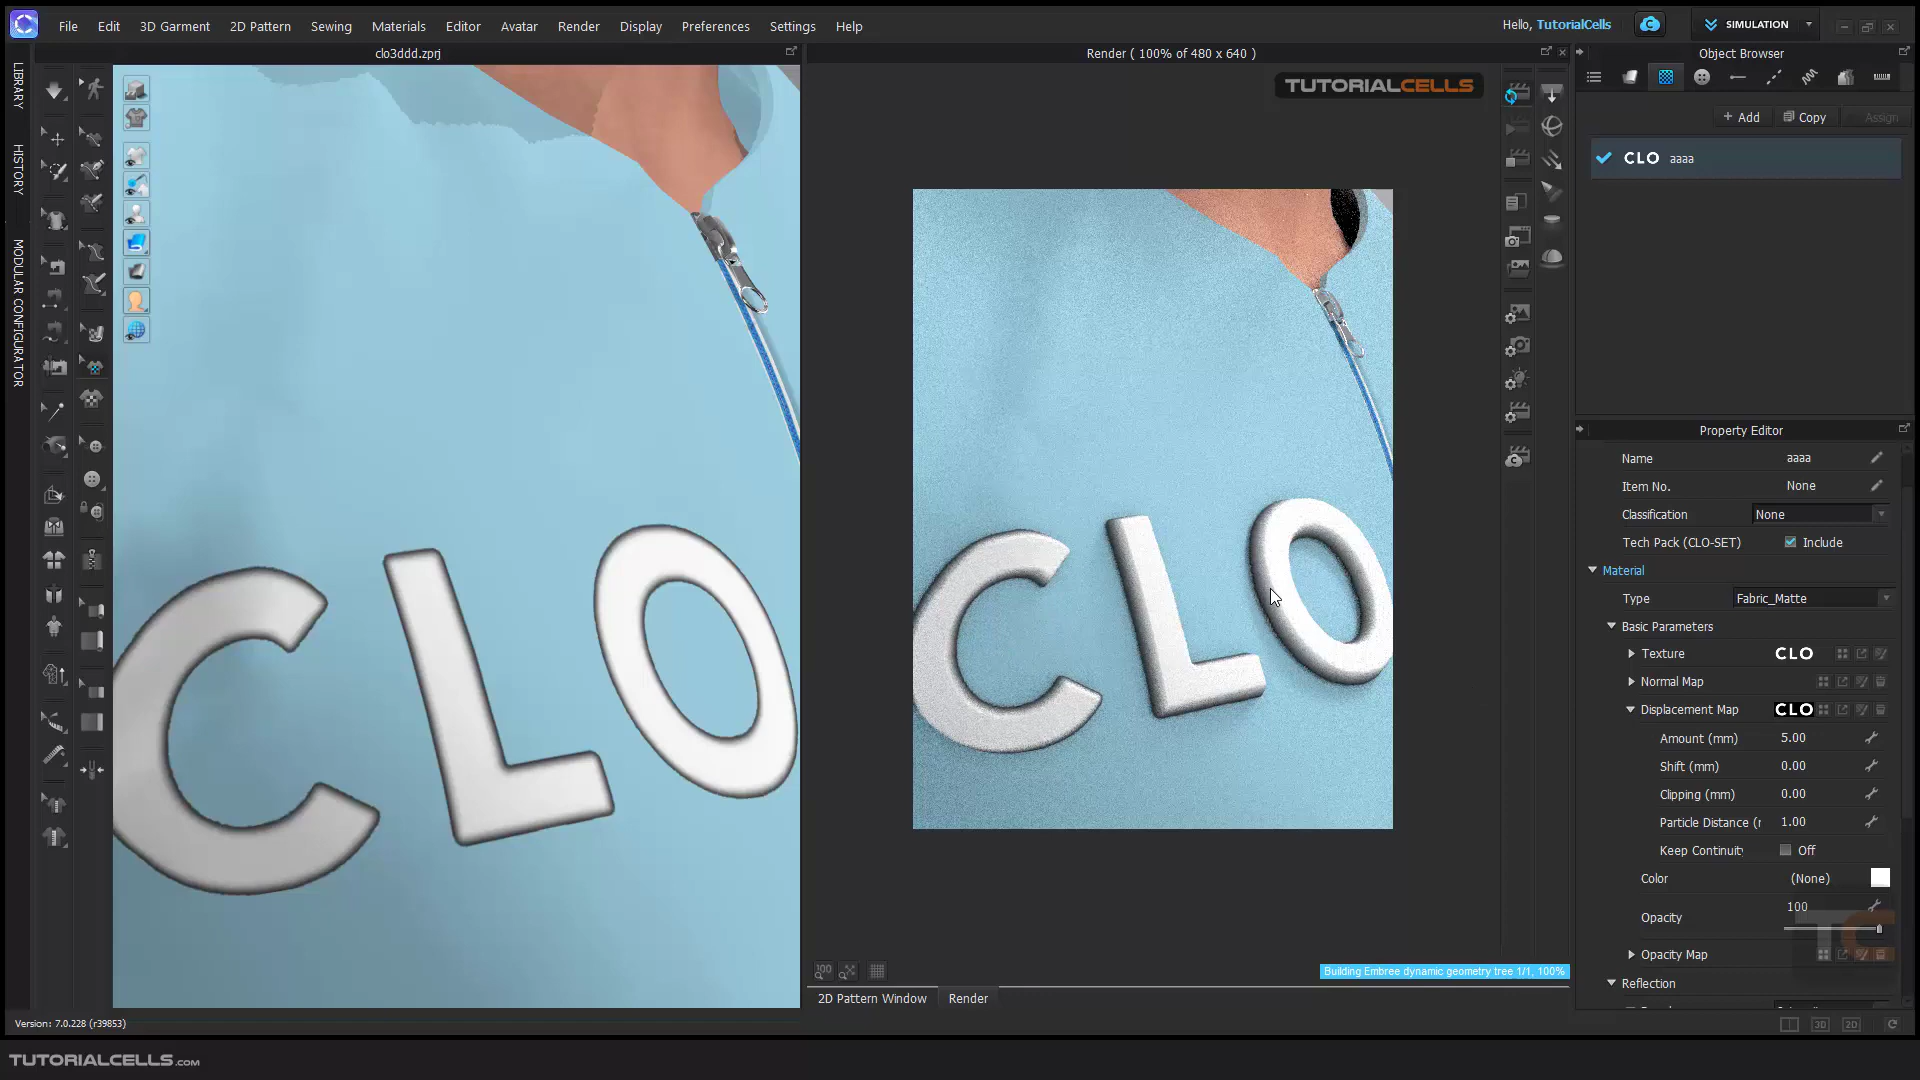 File Edit 3D Garment 2D Pattern Sewing Materials Editor Avatar Render Display Preferences Settings Help
Hello, TutorialCells
SIMULATION
clo3ddd.zprj
Render ( 100% of 480 x 640 )
Object Browser
LIBRARY
HISTORY
MODULAR CONFIGURATOR
TUTORIALCELLS
+ Add Copy Assign
CLO aaaa
CLO
CLO
Property Editor
Name aaaa
Item No. None
Classification None
Tech Pack (CLO-SET) Include
Material
Type Fabric_Matte
Basic Parameters
Texture CLO
Normal Map
Displacement Map CLO
Amount (mm) 5.00
Shift (mm) 0.00
Clipping (mm) 0.00
Particle Distance (r 1.00
Keep Continuity Off
Color (None)
Opacity 100
TC
Opacity Map
Reflection
100
Building Embree dynamic geometry tree 1/1, 100%
2D Pattern Window Render
Version: 7.0.228 (r39853)
3D 2D
TUTORIALCELLS.com